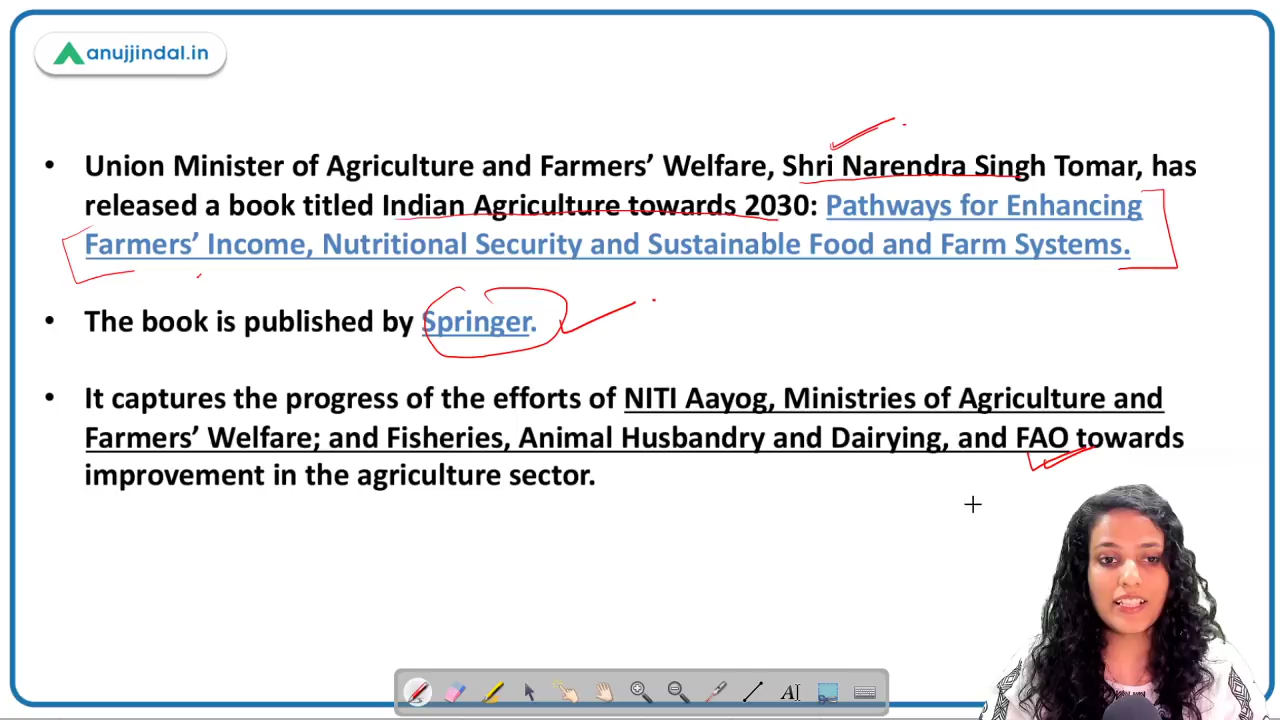 anujjindal.in
• Union Minister of Agriculture and Farmers’ Welfare, Shri Narendra Singh Tomar, has
released a book titled Indian Agriculture towards 2030: Pathways for Enhancing
Farmers’ Income, Nutritional Security and Sustainable Food and Farm Systems.
• The book is published by Springer.
• It captures the progress of the efforts of NITI Aayog, Ministries of Agriculture and
Farmers’ Welfare; and Fisheries, Animal Husbandry and Dairying, and FAO towards
improvement in the agriculture sector.